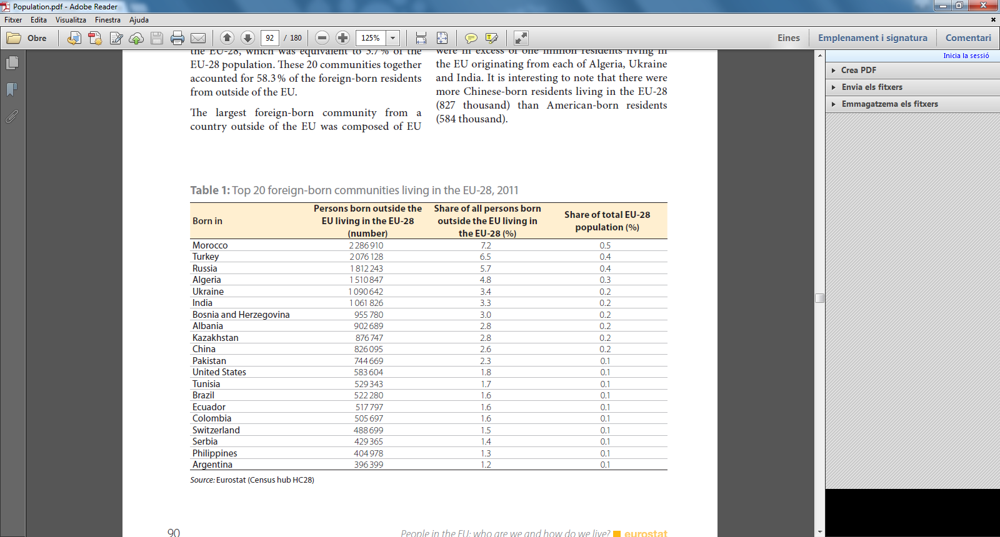 Population.pdf - Adobe Reader
Fitxer Edita Visualitza Finestra Ajuda
Obre 92 / 180 125% Eines Emplenament i signatura Comentari
Inicia la sessió
Crea PDF
Envia els fitxers
Emmagatzema els fitxers
the EU-28, which was equivalent to 3.7 % of the
EU-28 population. These 20 communities together
accounted for 58.3 % of the foreign-born residents
from outside of the EU.
The largest foreign-born community from a
country outside of the EU was composed of EU
were in excess of one million residents living in
the EU originating from each of Algeria, Ukraine
and India. It is interesting to note that there were
more Chinese-born residents living in the EU-28
(827 thousand) than American-born residents
(584 thousand).
Table 1: Top 20 foreign-born communities living in the EU-28, 2011
Born in
Persons born outside the
EU living in the EU-28
(number)
Share of all persons born
outside the EU living in
the EU-28 (%)
Share of total EU-28
population (%)
Morocco 2 286 910 7.2 0.5
Turkey 2 076 128 6.5 0.4
Russia 1 812 243 5.7 0.4
Algeria 1 510 847 4.8 0.3
Ukraine 1 090 642 3.4 0.2
India 1 061 826 3.3 0.2
Bosnia and Herzegovina 955 780 3.0 0.2
Albania 902 689 2.8 0.2
Kazakhstan 876 747 2.8 0.2
China 826 095 2.6 0.2
Pakistan 744 669 2.3 0.1
United States 583 604 1.8 0.1
Tunisia 529 343 1.7 0.1
Brazil 522 280 1.6 0.1
Ecuador 517 797 1.6 0.1
Colombia 505 697 1.6 0.1
Switzerland 488 699 1.5 0.1
Serbia 429 365 1.4 0.1
Philippines 404 978 1.3 0.1
Argentina 396 399 1.2 0.1
Source: Eurostat (Census hub HC28)
90 People in the EU: who are we and how do we live? eurostat